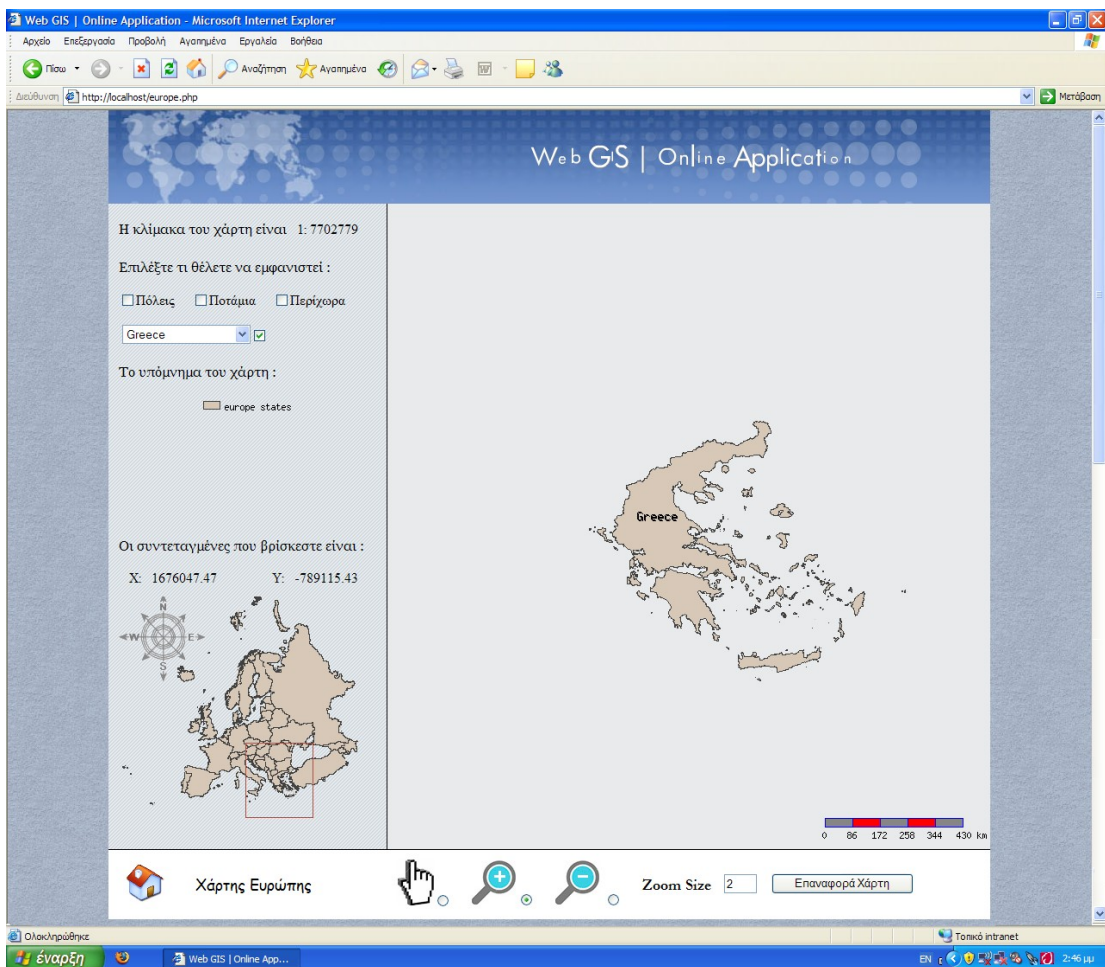 Web GIS | Online Application - Microsoft Internet Explorer
Αρχείο Επεξεργασία Προβολή Αγαπημένα Εργαλεία Βοήθεια
Πίσω Αναζήτηση Αγαπημένα
Διεύθυνση http://localhost/europe.php Μετάβαση
Web GIS | Online Application
Η κλίμακα του χάρτη είναι 1: 7702779
Επιλέξτε τι θέλετε να εμφανιστεί :
Πόλεις Ποτάμια Περίχωρα
Greece
Το υπόμνημα του χάρτη :
europe states
Greece
Οι συντεταγμένες που βρίσκεστε είναι :
X: 1676047.47 Y: -789115.43
N
W E
S
0 86 172 258 344 430 km
Χάρτης Ευρώπης
Zoom Size 2 Επαναφορά Χάρτη
Ολοκληρώθηκε Τοπικό intranet
έναρξη Web GIS | Online App... EN 2:46 μμ